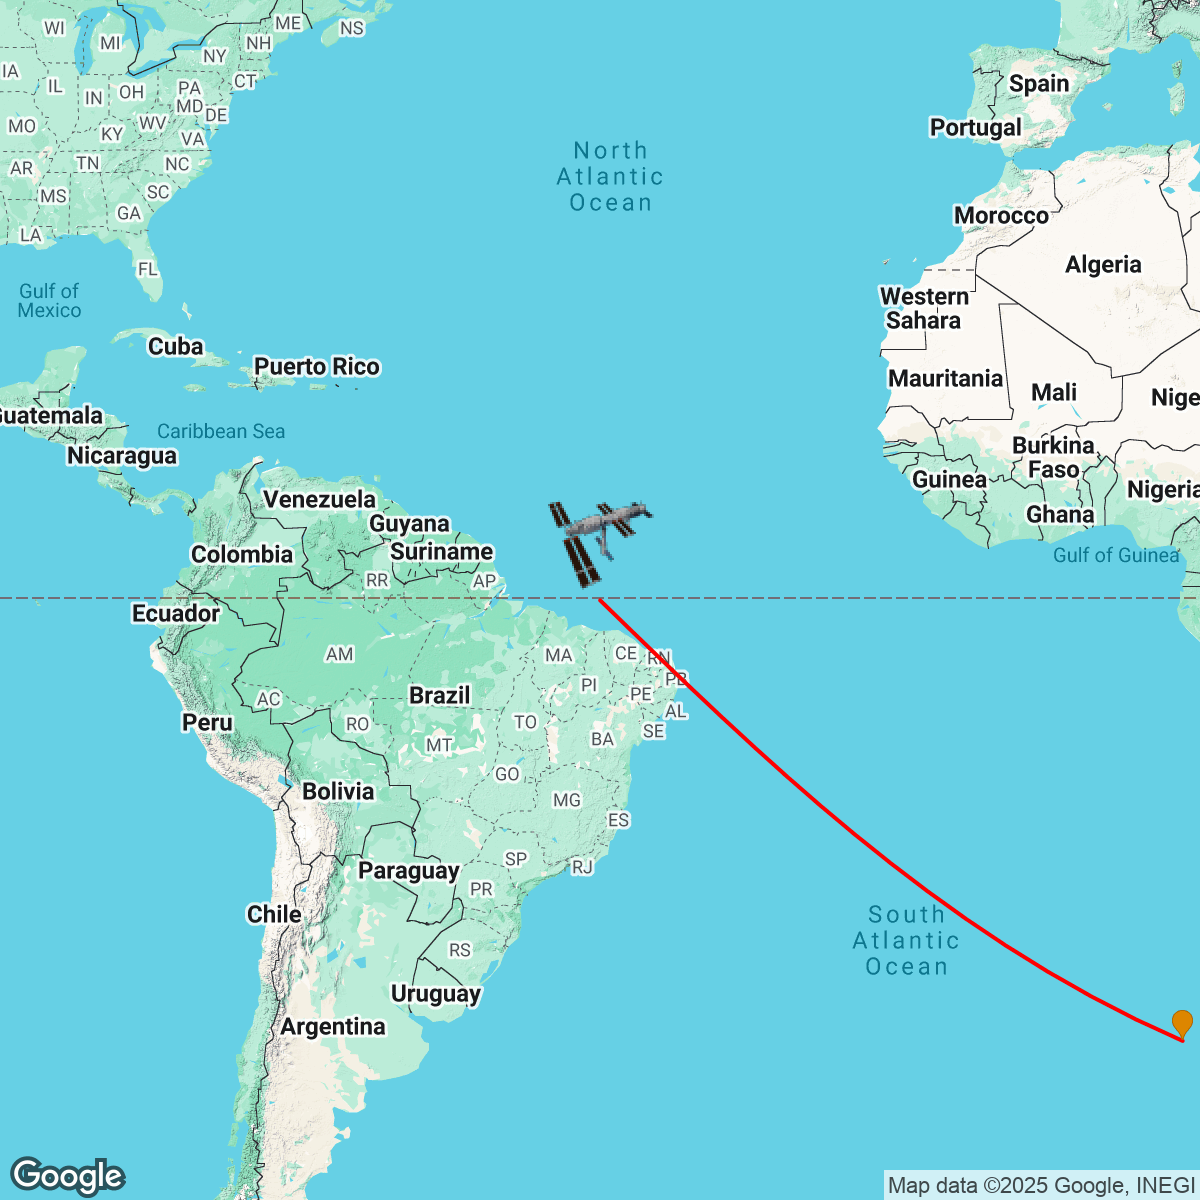 WI
MI
ME
NS
NY
NH
IA
IL
IN
OH
PA
CT
MD
DE
MO
KY
WV
VA
AR
TN
NC
MS
SC
GA
LA
FL
Gulf of
Mexico
Cuba
Puerto Rico
Guatemala
Caribbean Sea
Nicaragua
North
Atlantic
Ocean
Spain
Portugal
Morocco
Algeria
Western
Sahara
Mauritania
Mali
Nige
Burkina
Faso
Guinea
Nigeria
Ghana
Gulf of Guinea
Venezuela
Guyana
Colombia
Suriname
RR
AP
Ecuador
AM
MA
CE
RN
PB
PI
PE
AC
Brazil
AL
Peru
RO
TO
SE
MT
BA
GO
Bolivia
MG
ES
Paraguay
SP
RJ
PR
Chile
RS
Uruguay
Argentina
South
Atlantic
Ocean
Google
Map data ©2025 Google, INEGI